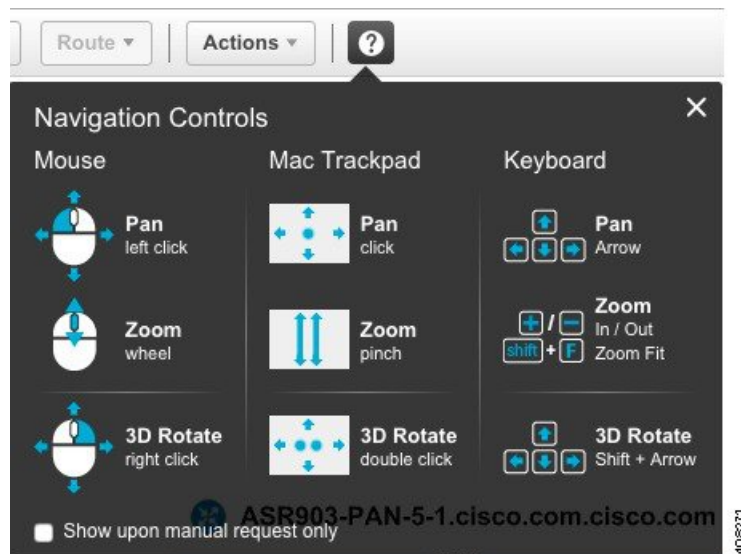 Route
Actions
?
Navigation Controls
Mouse
Mac Trackpad
Keyboard
Pan
left click
Pan
click
Pan
Arrow
Zoom
wheel
Zoom
pinch
+ / −
shift + F
Zoom
In / Out
Zoom Fit
3D Rotate
right click
3D Rotate
double click
3D Rotate
Shift + Arrow
ASR903-PAN-5-1.cisco.com.cisco.com
Show upon manual request only